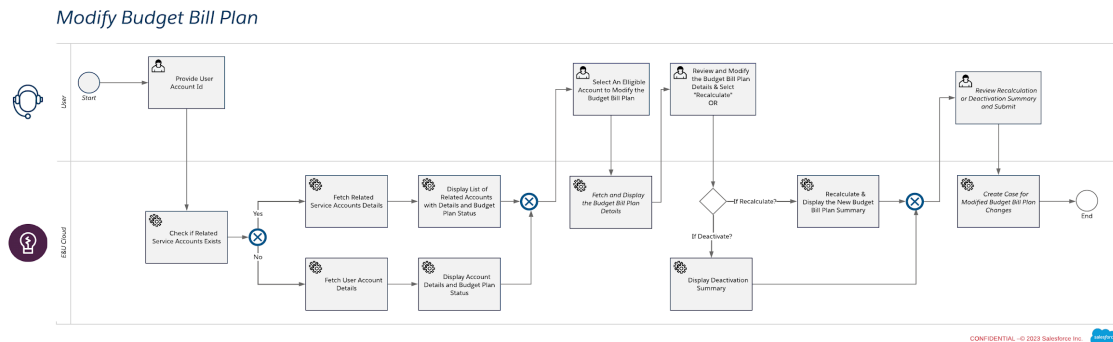 Modify Budget Bill Plan
User
Start
Provide User
Account Id
Select An Elligible
Account to Modify the
Budget Bill Plan
Review and Modify
the Budget Bill Plan
Details & Selct
"Recalculate"
OR
Review Recalculation
or Deactivation Summary
and Submit
E&U Cloud
Check if Related
Service Accounts Exists
Yes
No
Fetch Related
Service Accounts Details
Display List of
Related Accounts
with Details and Budget
Plan Status
Fetch User Account
Details
Display Account
Details and Budget Plan
Status
Fetch and Display
the Budget Bill Plan
Details
If Recalculate?
If Deactivate?
Recalculate &
Display the New Budget
Bill Plan Summary
Display Deactivation
Summary
Create Case for
Modified Budget Bill Plan
Changes
End
CONFIDENTIAL -© 2023 Salesforce Inc.
salesforce